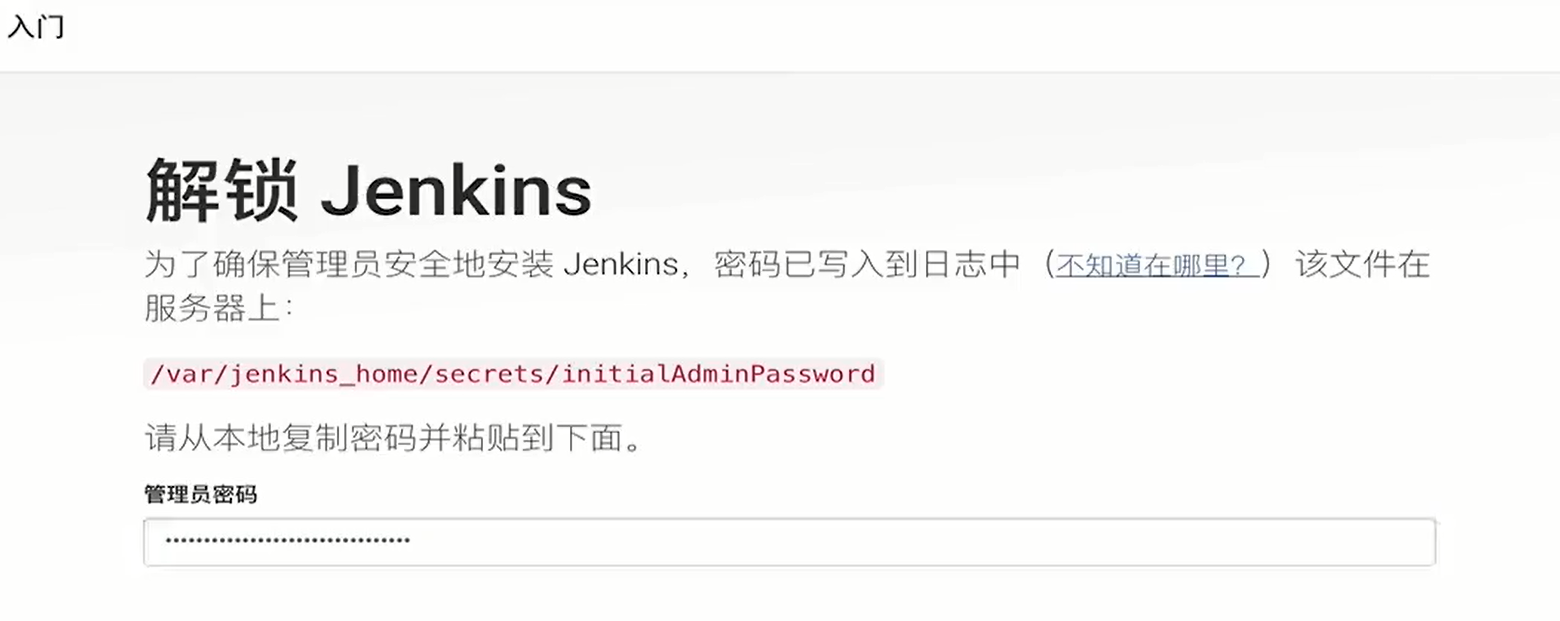 入门
解锁 Jenkins
为了确保管理员安全地安装 Jenkins，密码已写入到日志中（不知道在哪里？）该文件在
服务器上：
/var/jenkins_home/secrets/initialAdminPassword
请从本地复制密码并粘贴到下面。
管理员密码
••••••••••••••••••••••••••••••••